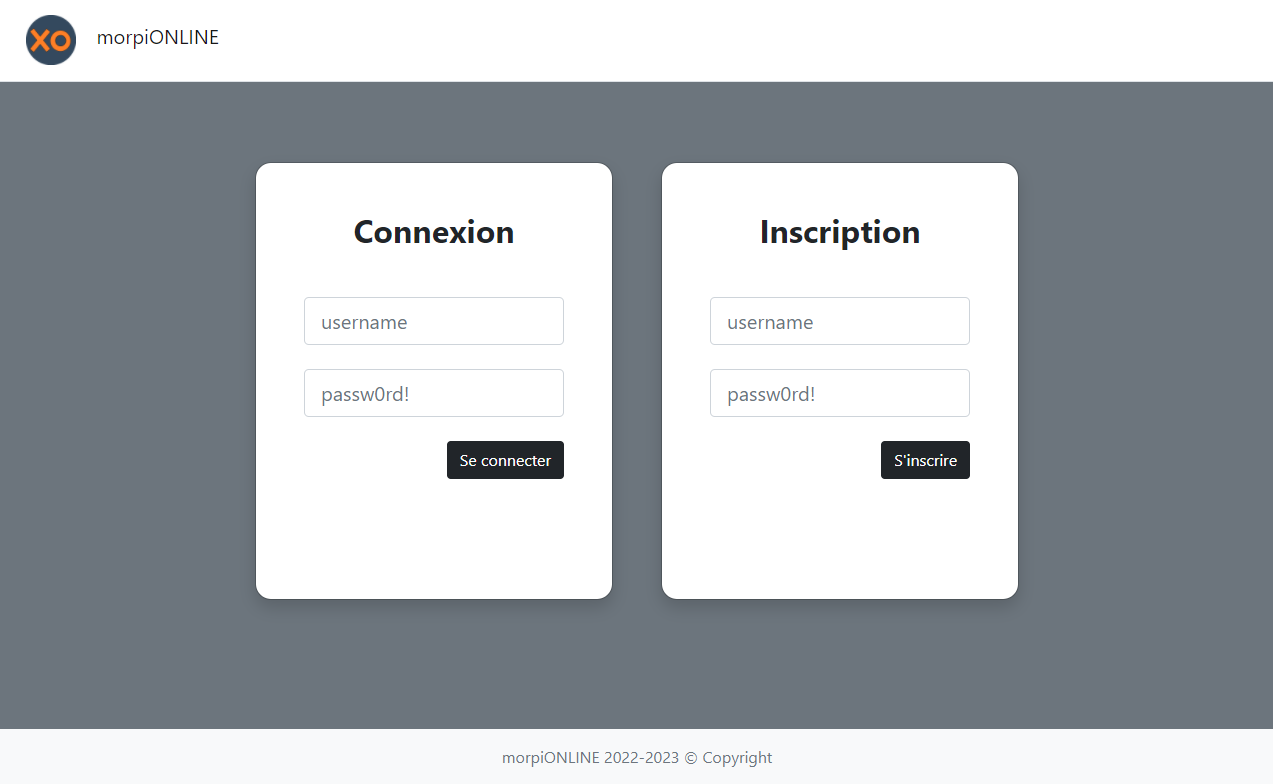 XO morpiONLINE
Connexion
username
passw0rd!
Se connecter
Inscription
username
passw0rd!
S'inscrire
morpiONLINE 2022-2023 © Copyright